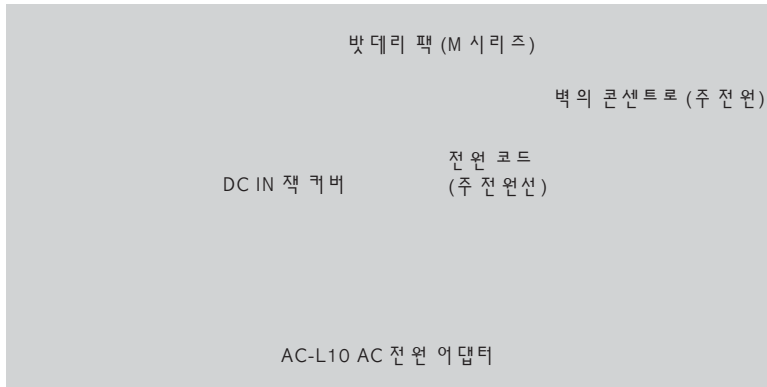 밧데리 팩 (M 시리즈)
벽의 콘센트로 (주 전원)
전원 코드
(주 전원선)
DC IN 잭 커버
AC-L10 AC 전원 어댑터